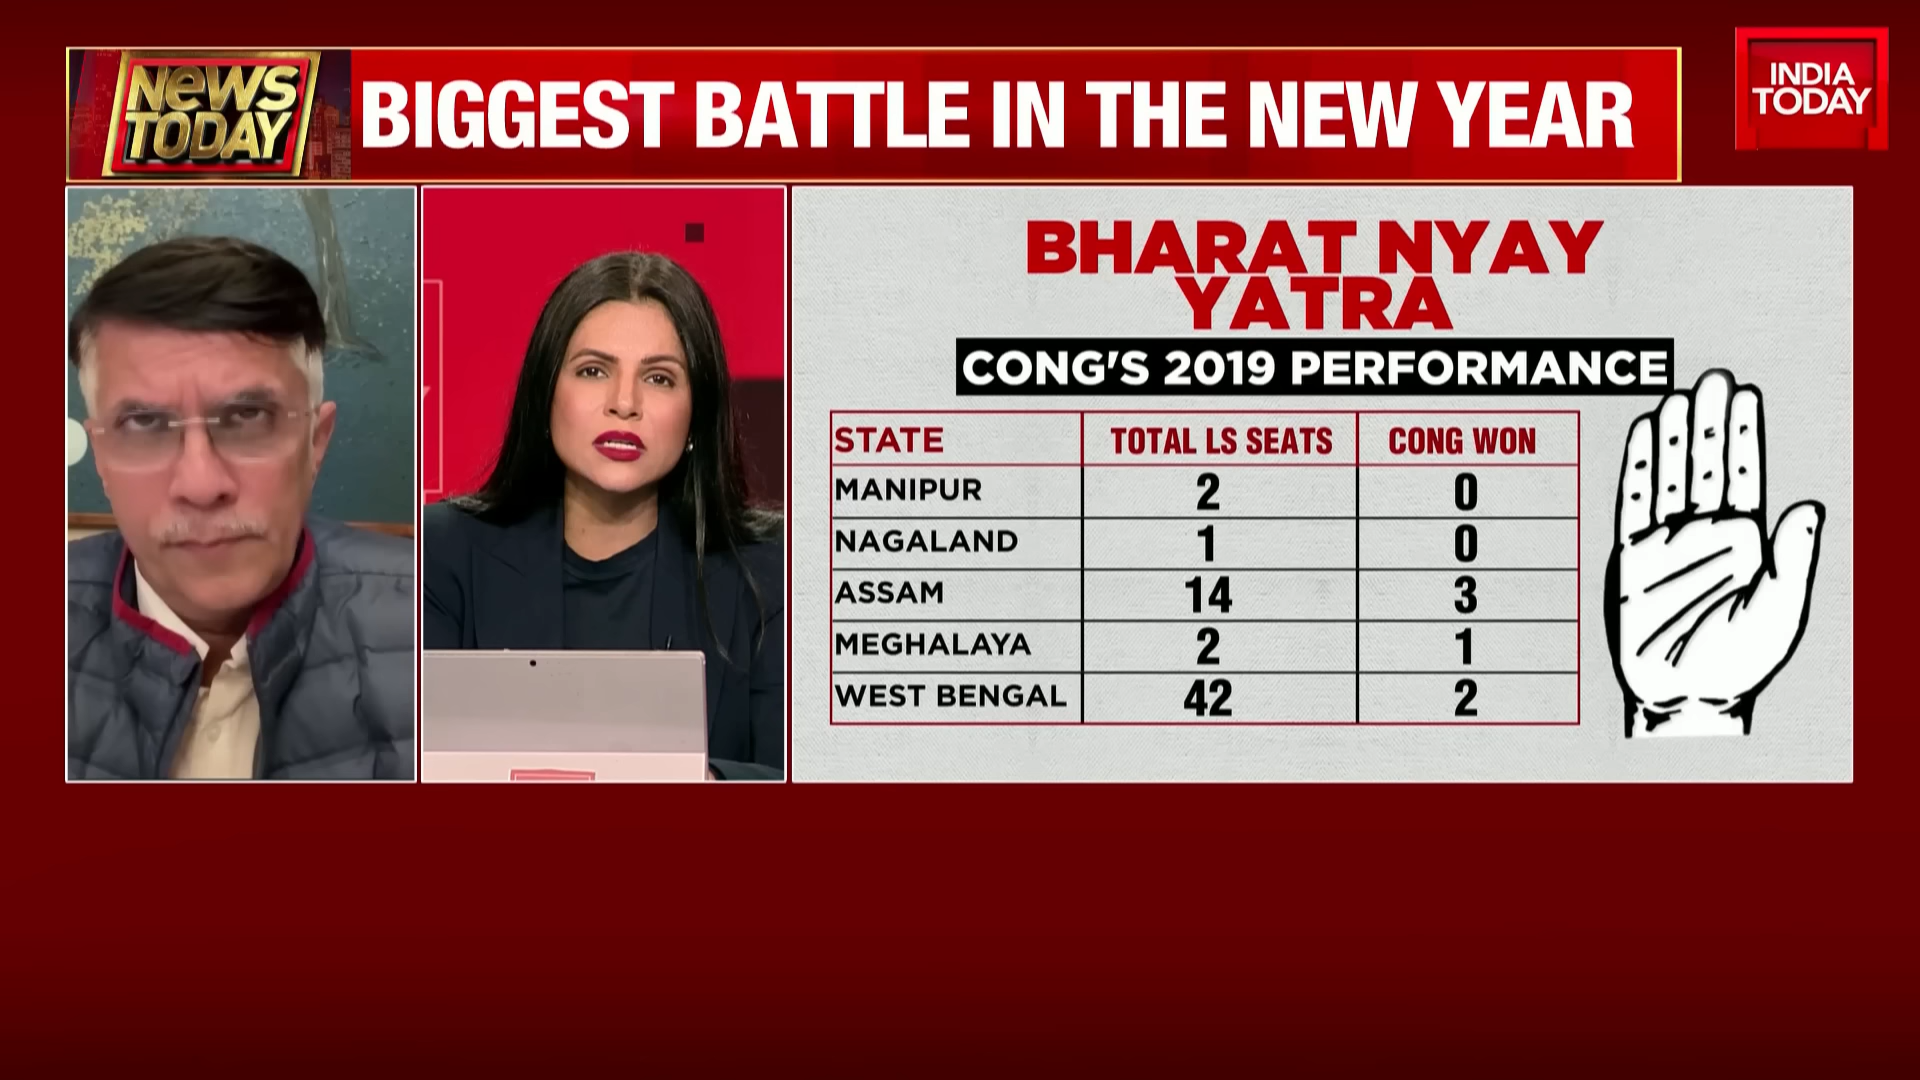 NEWS
TODAY
BIGGEST BATTLE IN THE NEW YEAR
INDIA
TODAY
BHARAT NYAY
YATRA
CONG'S 2019 PERFORMANCE
STATE TOTAL LS SEATS CONG WON
MANIPUR 2 0
NAGALAND 1 0
ASSAM 14 3
MEGHALAYA 2 1
WEST BENGAL 42 2